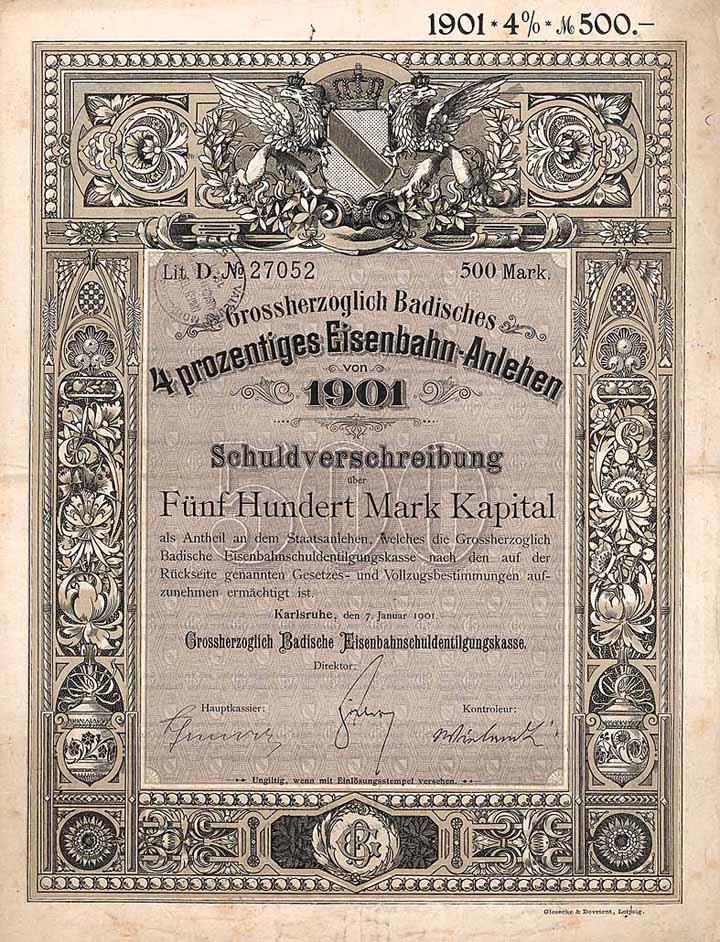 1901 * 4% * M 500.–
Lit. D. № 27052
500 Mark.
Grossherzoglich Badisches
4 prozentiges Eisenbahn-Anlehen
von
1901
Schuldverschreibung
über
Fünf Hundert Mark Kapital
als Antheil an dem Staatsanlehen, welches die Grossherzoglich
Badische Eisenbahnschuldentilgungskasse nach den auf der
Rückseite genannten Gesetzes- und Vollzugsbestimmungen auf-
zunehmen ermächtigt ist.
Karlsruhe, den 7. Januar 1901.
Grossherzoglich Badische Eisenbahnschuldentilgungskasse.
Direktor:
Hauptkassier:
Kontroleur:
Ungiltig, wenn mit Einlösungsstempel versehen.
Giesecke & Devrient, Leipzig.
500